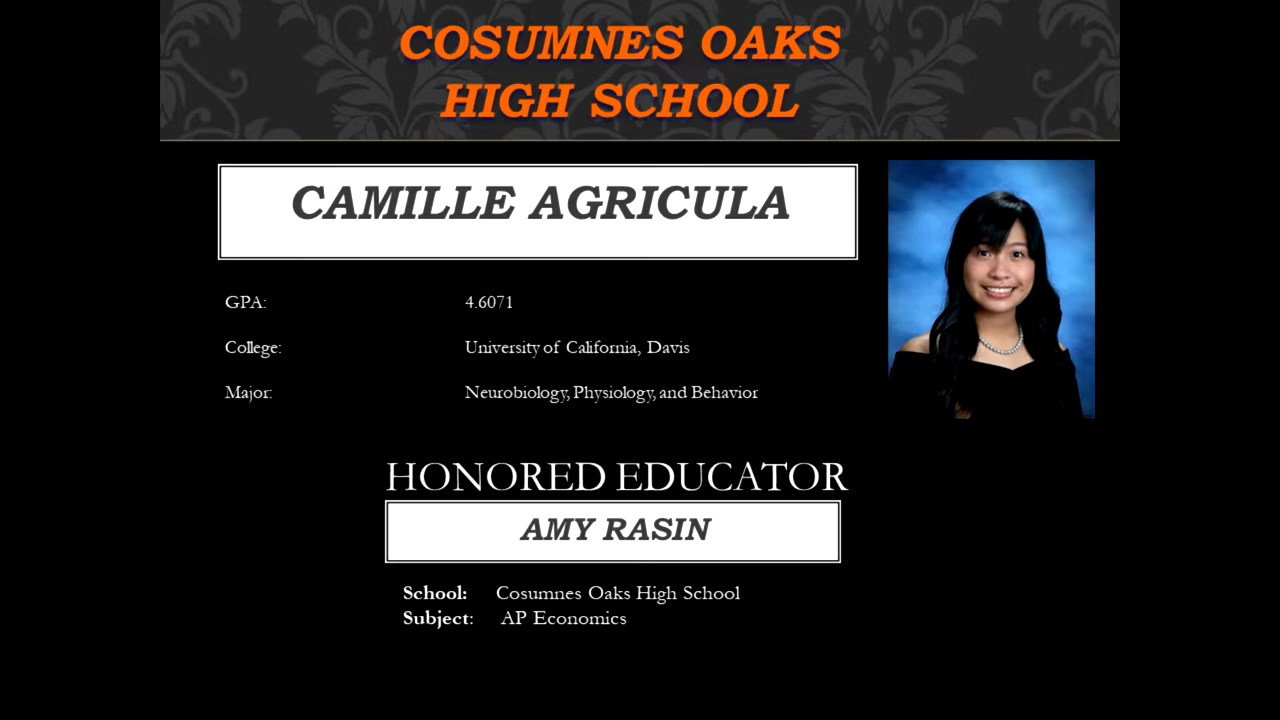 COSUMNES OAKS
HIGH SCHOOL
CAMILLE AGRICULA
GPA: 4.6071
College: University of California, Davis
Major: Neurobiology, Physiology, and Behavior
HONORED EDUCATOR
AMY RASIN
School: Cosumnes Oaks High School
Subject: AP Economics